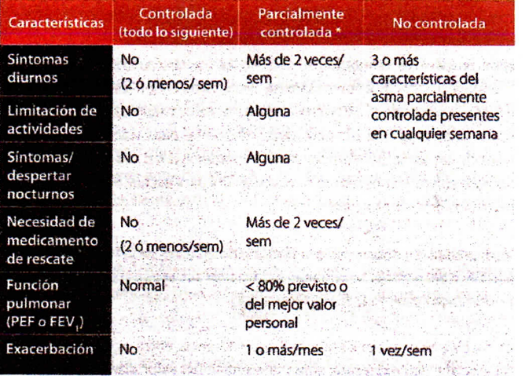 Características
Controlada
(todo lo siguiente)
Parcialmente
controlada *
No controlada
Síntomas
diurnos
No
(2 ó menos/ sem)
Más de 2 veces/
sem
3 o más
características del
asma parcialmente
controlada presentes
en cualquier semana
Limitación de
actividades
No
Alguna
Síntomas/
despertar
nocturnos
No
Alguna
Necesidad de
medicamento
de rescate
No
(2 ó menos/sem)
Más de 2 veces/
sem
Función
pulmonar
(PEF o FEV₁)
Normal
< 80% previsto o
del mejor valor
personal
Exacerbación
No
1 o más/mes
1 vez/sem